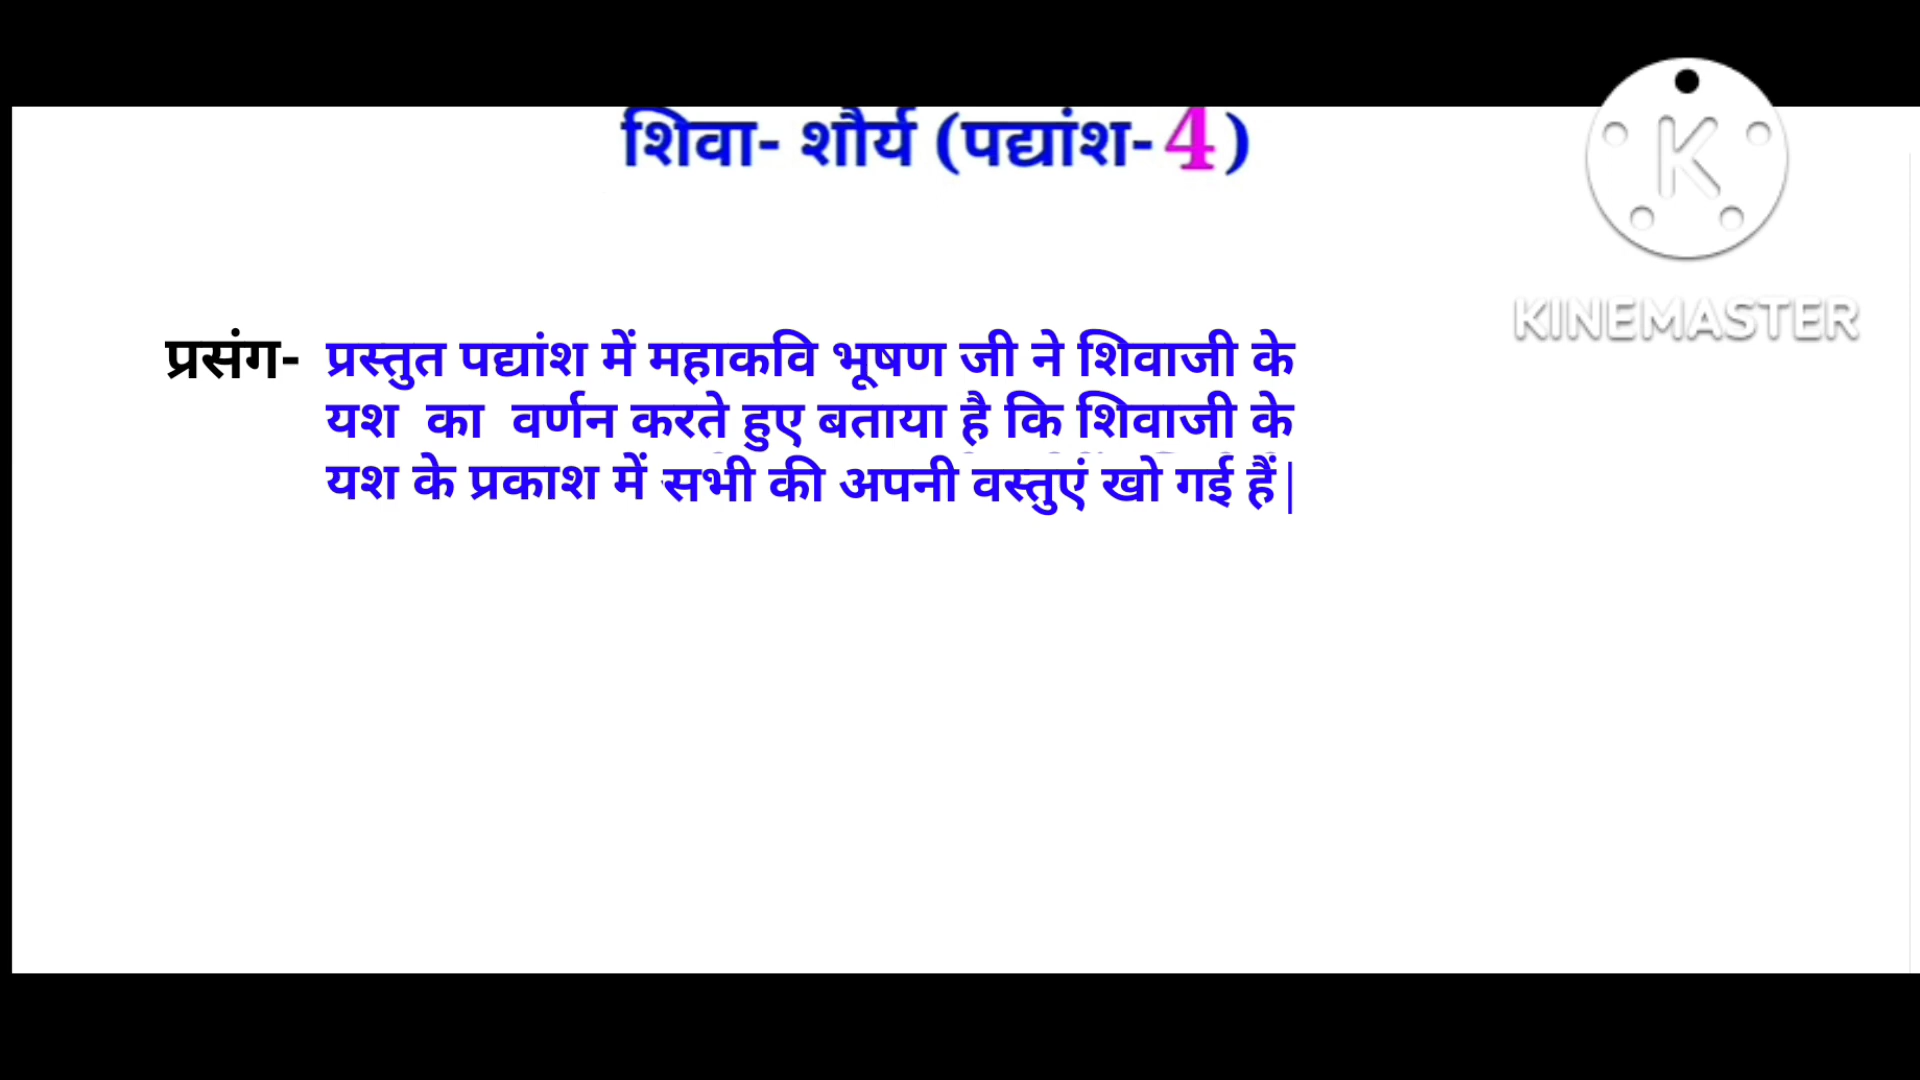 शिवा- शौर्य (पद्यांश-4)
K
KINEMASTER
प्रसंग- प्रस्तुत पद्यांश में महाकवि भूषण जी ने शिवाजी के
यश का वर्णन करते हुए बताया है कि शिवाजी के
यश के प्रकाश में सभी की अपनी वस्तुएं खो गई हैं|